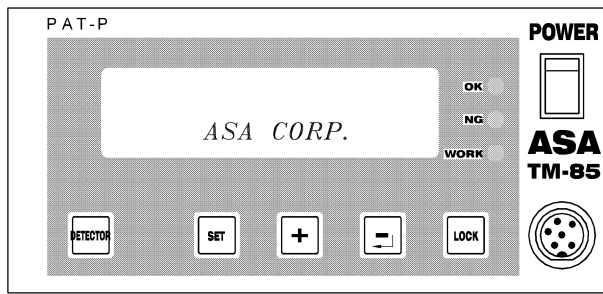 PAT-P
POWER
OK
ASA CORP.
NG
WORK
ASA
TM-85
DETECTOR
SET
+
-
LOCK